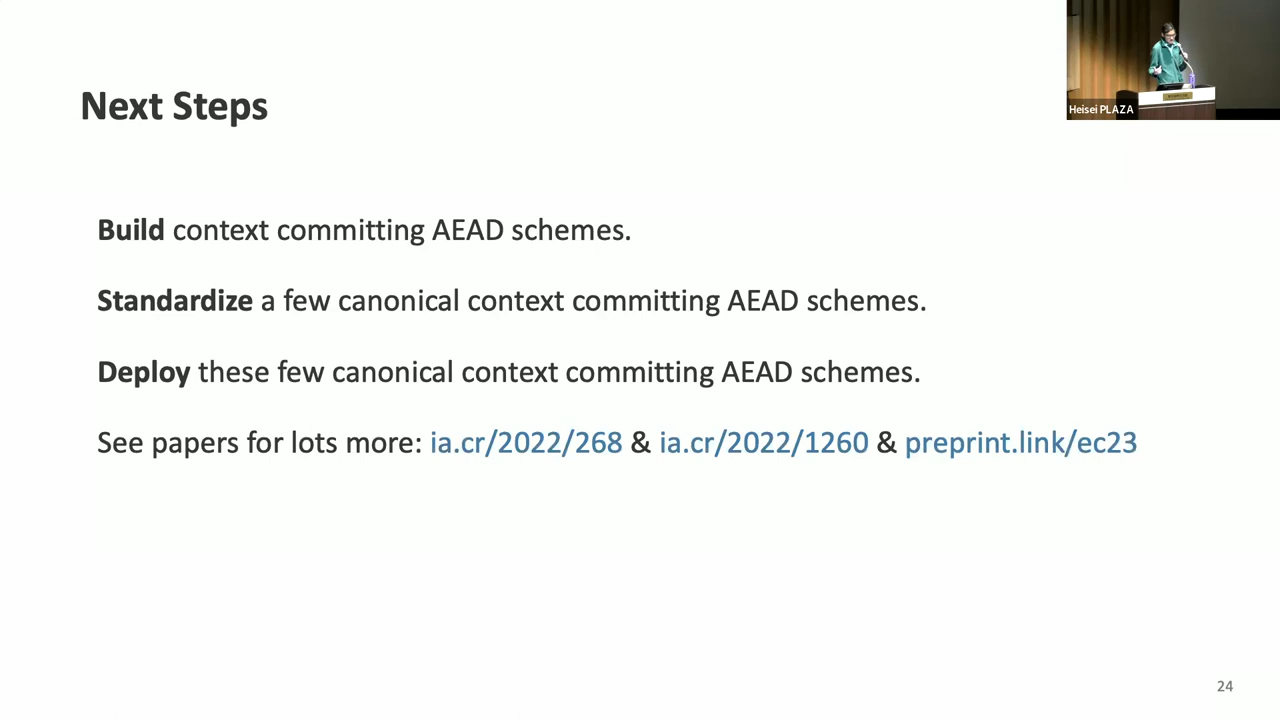 Heisei PLAZA
Next Steps
Build context committing AEAD schemes.
Standardize a few canonical context committing AEAD schemes.
Deploy these few canonical context committing AEAD schemes.
See papers for lots more: ia.cr/2022/268 & ia.cr/2022/1260 & preprint.link/ec23
24